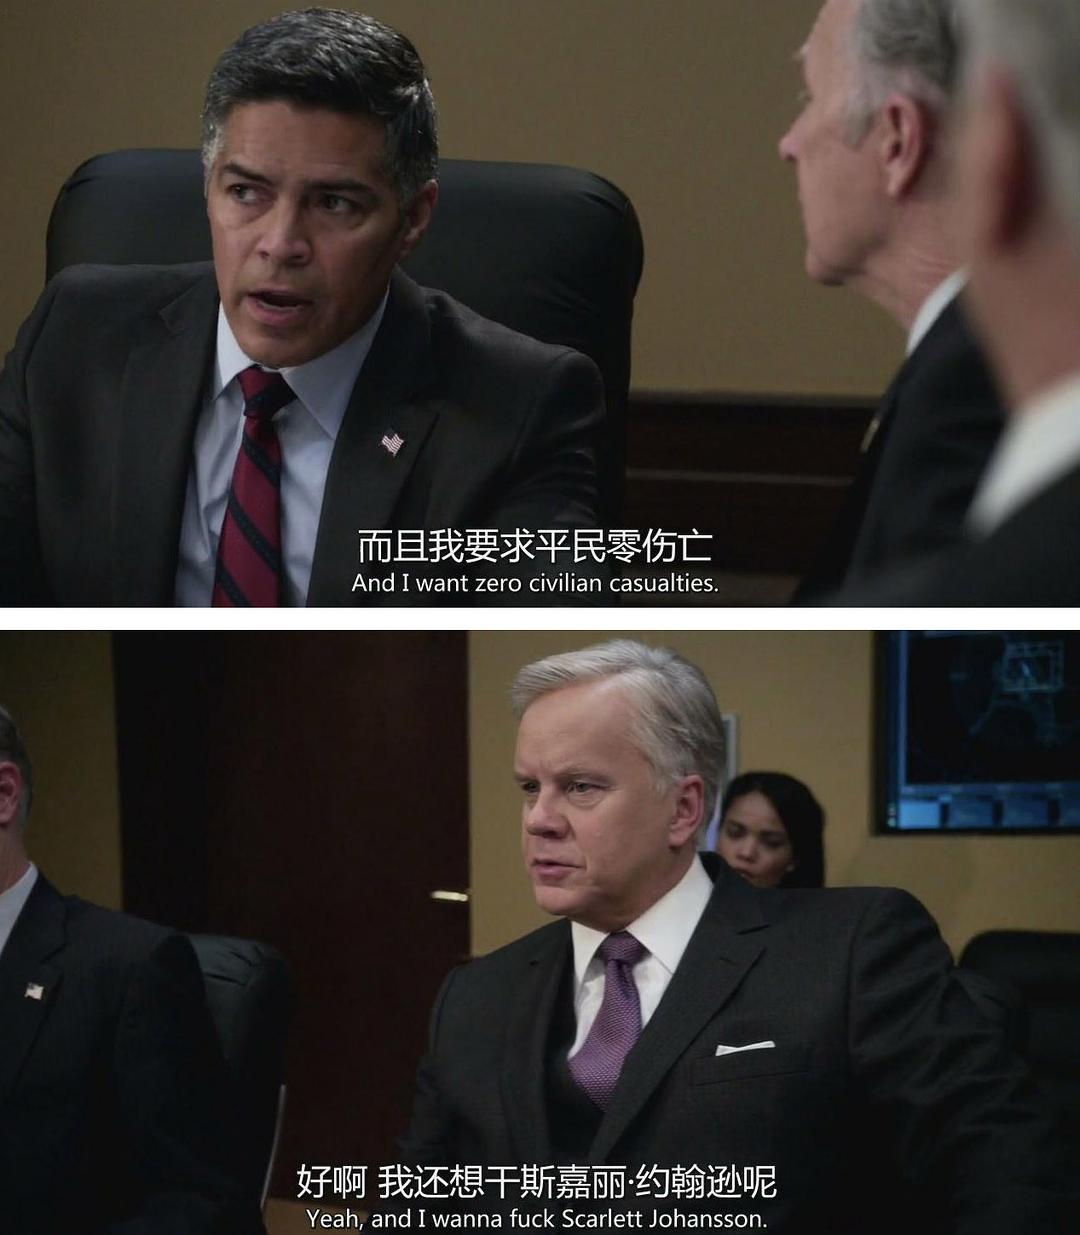 而且我要求平民零伤亡
And I want zero civilian casualties.
好啊 我还想干斯嘉丽·约翰逊呢
Yeah, and I wanna fuck Scarlett Johansson.